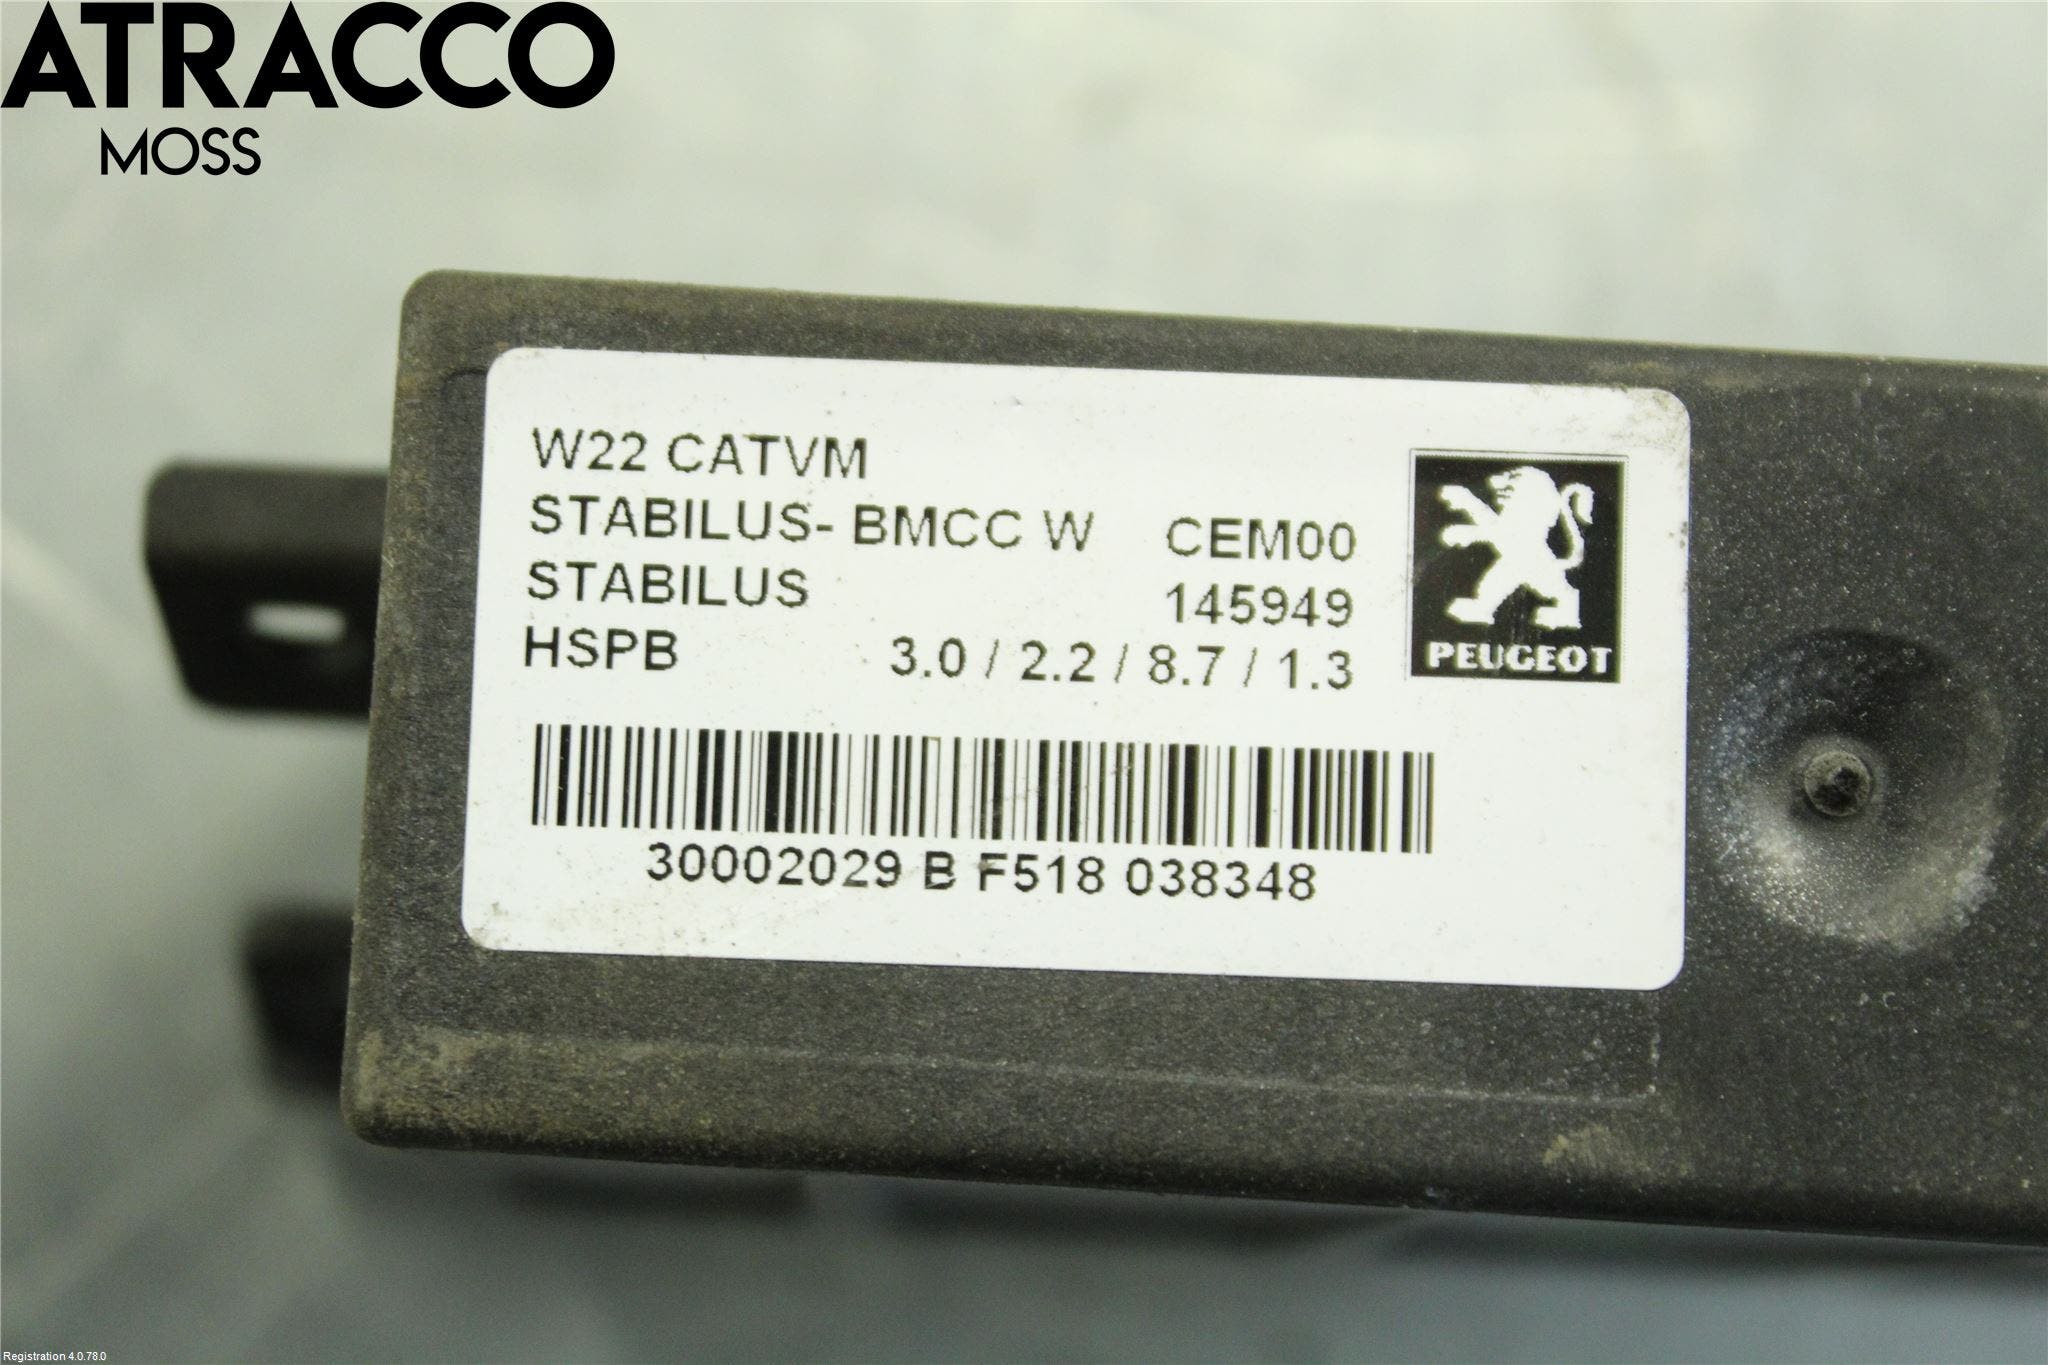 ATRACCO
MOSS
W22 CATVM
STABILUS- BMCC W CEM00
STABILUS 145949
HSPB 3.0 / 2.2 / 8.7 / 1.3
PEUGEOT
30002029 B F518 038348
Registration 4.0.78.0